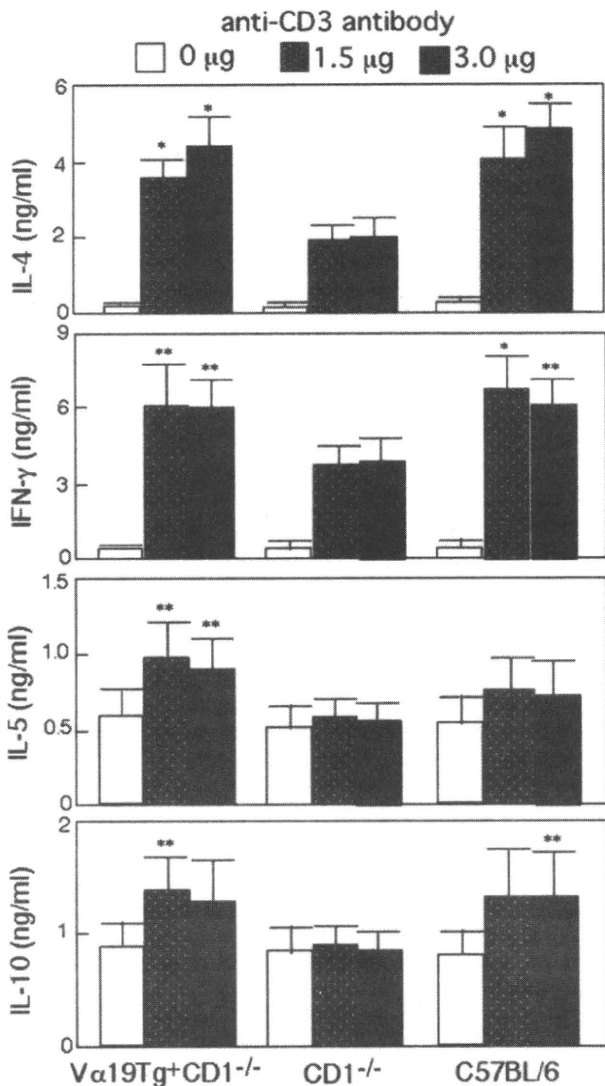 anti-CD3 antibody
0 μg 1.5 μg 3.0 μg
IL-4 (ng/ml)
6
4
2
0
* * * *
IFN-γ (ng/ml)
9
6
3
0
** ** * **
IL-5 (ng/ml)
1.5
1.0
0.5
0
** **
IL-10 (ng/ml)
2
1
0
** **
Vα19Tg+CD1-/- CD1-/- C57BL/6